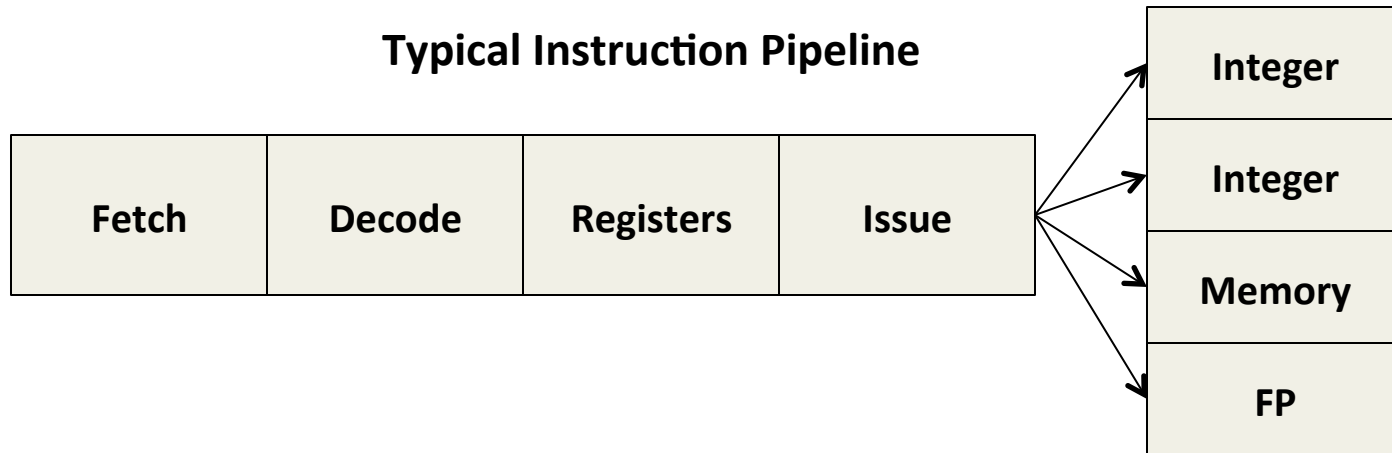 Typical Instruction Pipeline
Fetch
Decode
Registers
Issue
Integer
Integer
Memory
FP